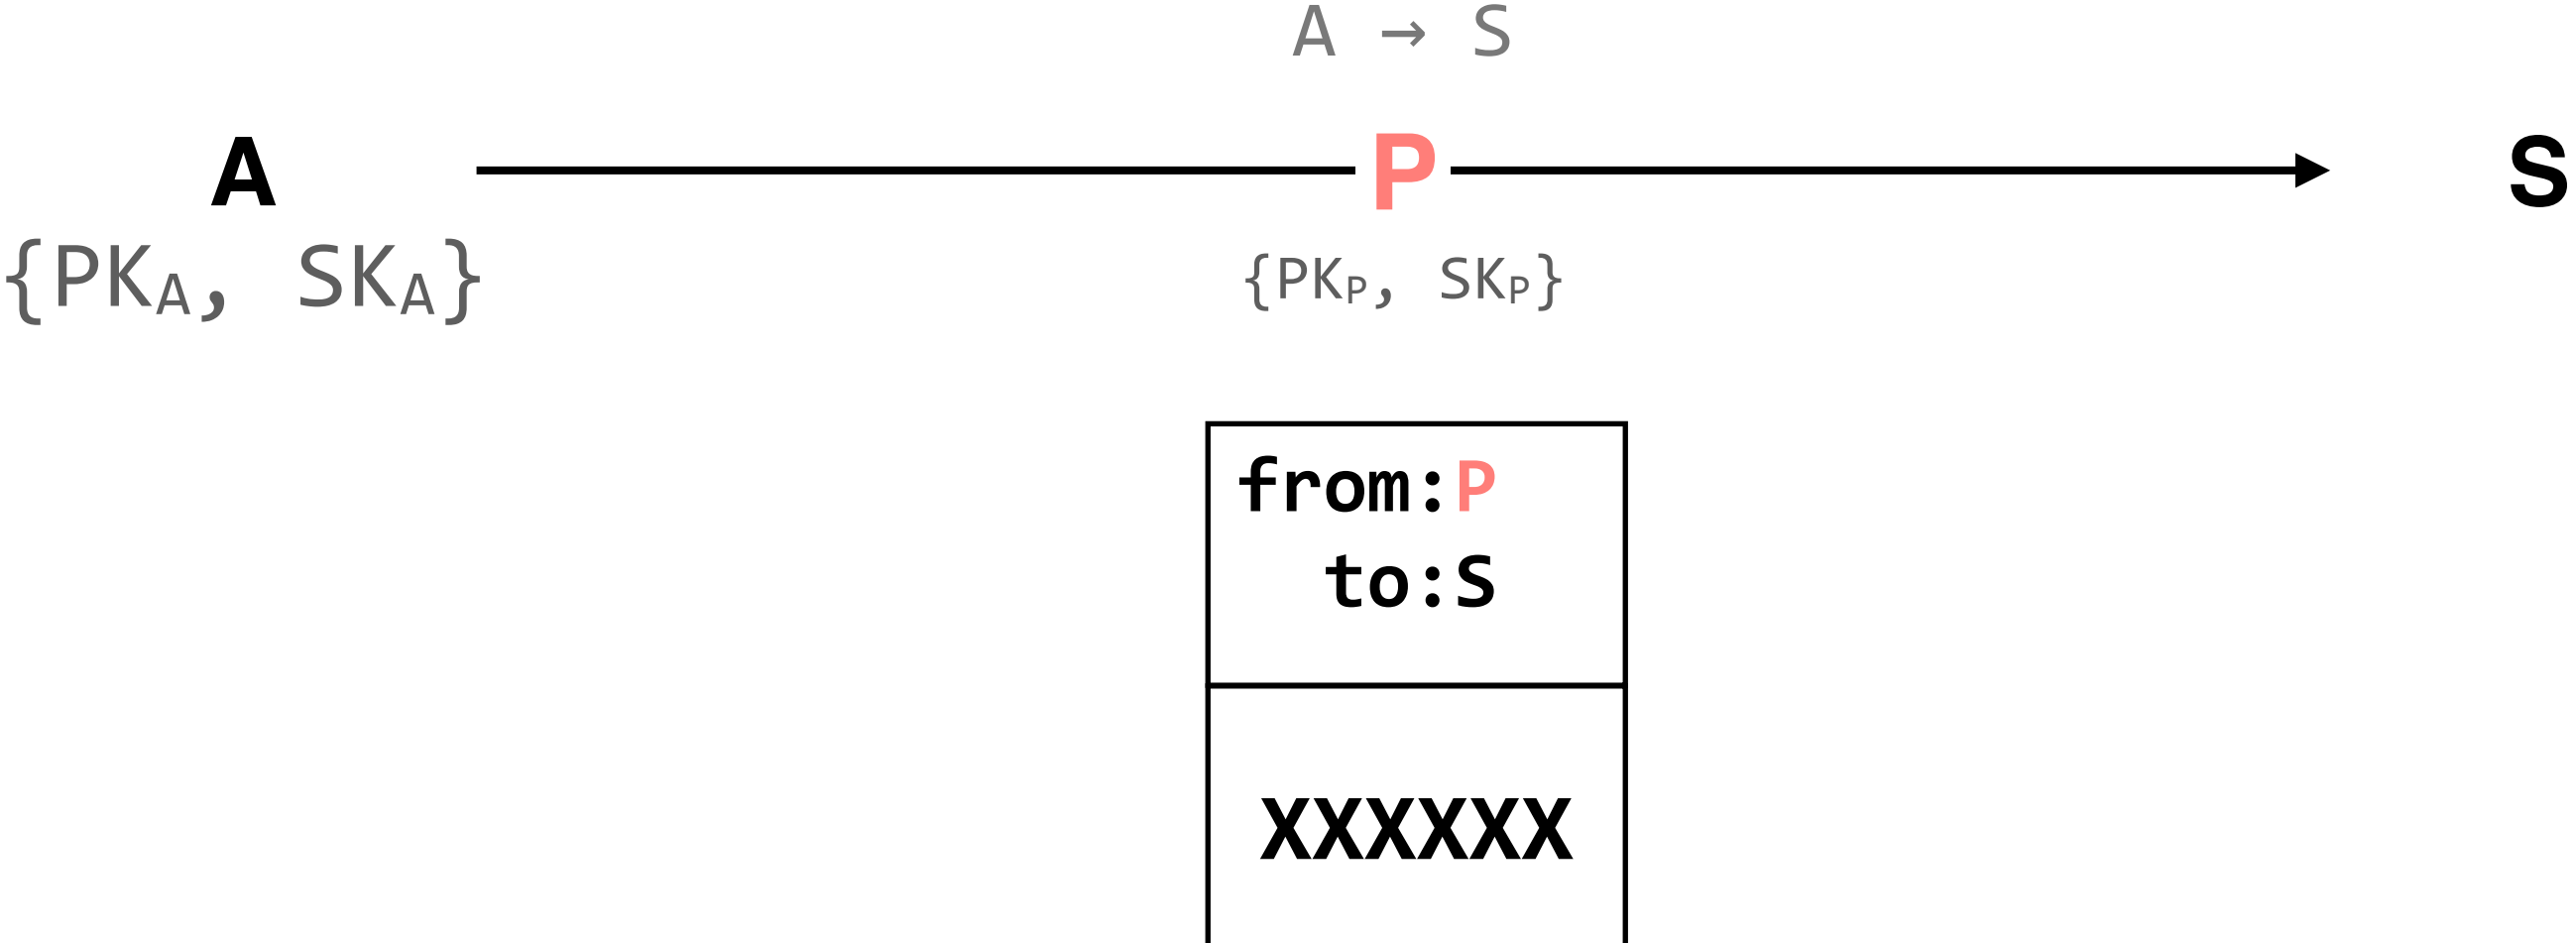 A → S
A P S
{PKA, SKA} {PKP, SKP}
from:P
to:S
XXXXXX